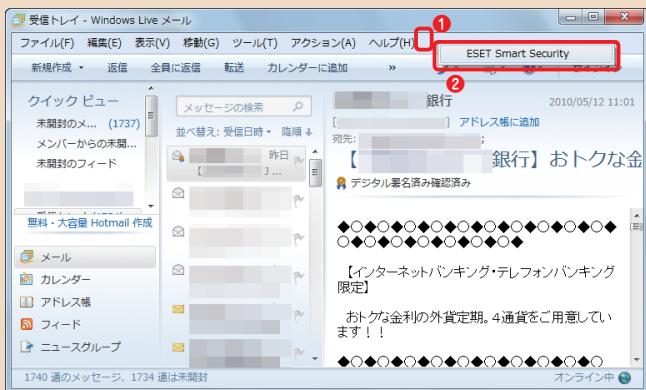 受信トレイ - Windows Live メール
❶
ファイル(F) 編集(E) 表示(V) 移動(G) ツール(T) アクション(A) ヘルプ(H)
ESET Smart Security
❷
新規作成 返信 全員に返信 転送 カレンダーに追加 »
クイック ビュー
未開封のメ... (1737)
メンバーからの未開...
未開封のフィード
無料・大容量 Hotmail 作成
メール
カレンダー
アドレス帳
フィード
ニュースグループ
メッセージの検索
並べ替え: 受信日時 降順
昨日
【 】...
銀行 2010/05/12 11:01
[ ] アドレス帳に追加
宛先: ;
【 銀行】おトクな金
デジタル署名済み確認済み
◆○◆○◆○◆○◆○◆○◆○◆○◆○◆○◆
○◆○◆○◆○◆○◆○◆○◆
【インターネットバンキング・テレフォンバンキング
限定】
おトクな金利の外貨定期。4通貨をご用意してい
ます！！
◆○◆○◆○◆○◆○◆○◆○◆○◆○◆○
1740 通のメッセージ、1734 通は未開封
オンライン中